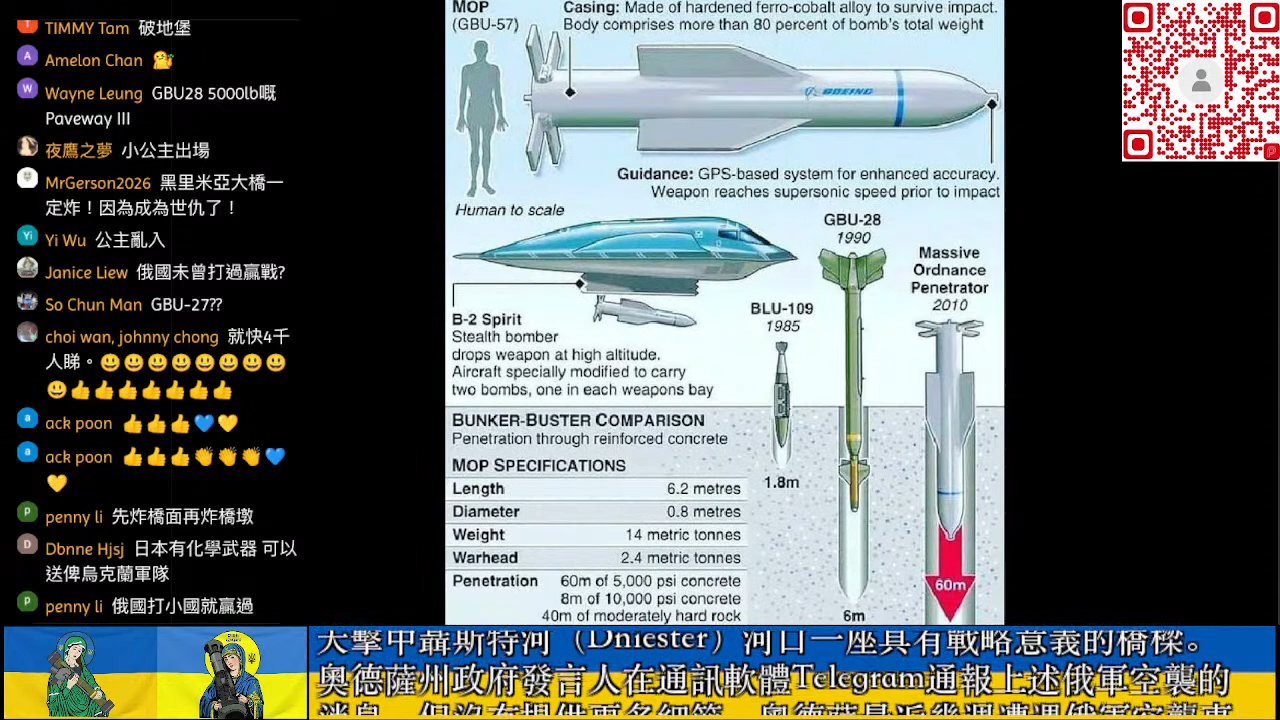 TIMMY Tam 破地堡
Amelon Chan
Wayne Leung GBU28 5000lb嘅
Paveway III
夜鷹之夢 小公主出場
MrGerson2026 黑里米亞大橋一
定炸！因為成為世仇了！
Yi Wu 公主亂入
Janice Liew 俄國未曾打過贏戰?
So Chun Man GBU-27??
choi wan, johnny chong 就快4千
人睇。😃😃😃😃😃😃😃
😃👍👍👍👍👍👍👍
ack poon 👍👍👍💙💛
ack poon 👍👍👍👏👏👏💙
💛
penny li 先炸橋面再炸橋墩
Dbnne Hjsj 日本有化學武器 可以
送俾烏克蘭軍隊
penny li 俄國打小國就贏過
MOP
(GBU-57)
Casing: Made of hardened ferro-cobalt alloy to survive impact.
Body comprises more than 80 percent of bomb's total weight
BOEING
Guidance: GPS-based system for enhanced accuracy.
Weapon reaches supersonic speed prior to impact
Human to scale
B-2 Spirit
Stealth bomber
drops weapon at high altitude.
Aircraft specially modified to carry
two bombs, one in each weapons bay
GBU-28
1990
Massive
Ordnance
Penetrator
2010
BLU-109
1985
BUNKER-BUSTER COMPARISON
Penetration through reinforced concrete
MOP SPECIFICATIONS
Length 6.2 metres
Diameter 0.8 metres
Weight 14 metric tonnes
Warhead 2.4 metric tonnes
Penetration 60m of 5,000 psi concrete
8m of 10,000 psi concrete
40m of moderately hard rock
1.8m
6m
60m
大擊中聶斯特河（Dniester）河口一座具有戰略意義的橋樑。
奧德薩州政府發言人在通訊軟體Telegram通報上述俄軍空襲的